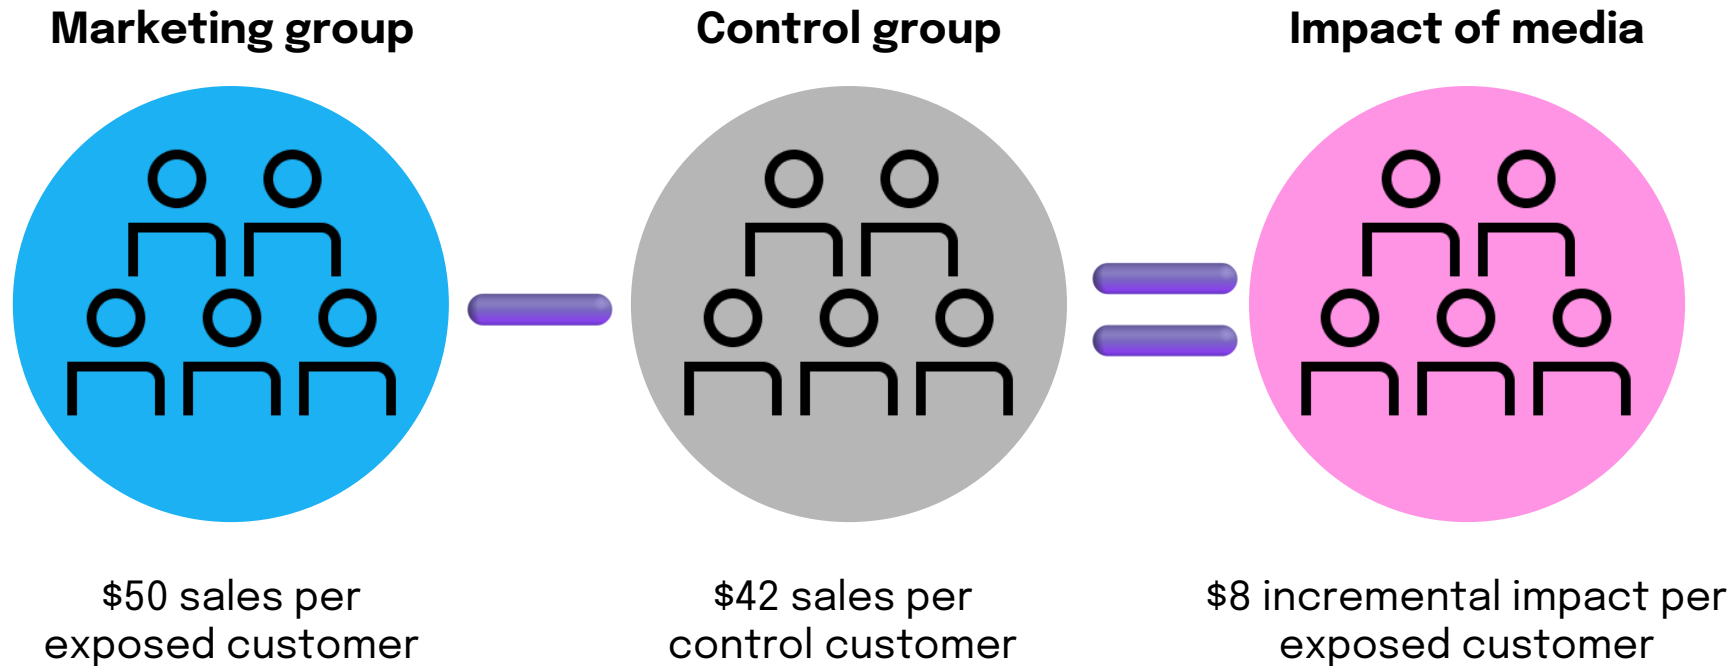 Marketing group
Control group
Impact of media
$50 sales per
exposed customer
$42 sales per
control customer
$8 incremental impact per
exposed customer